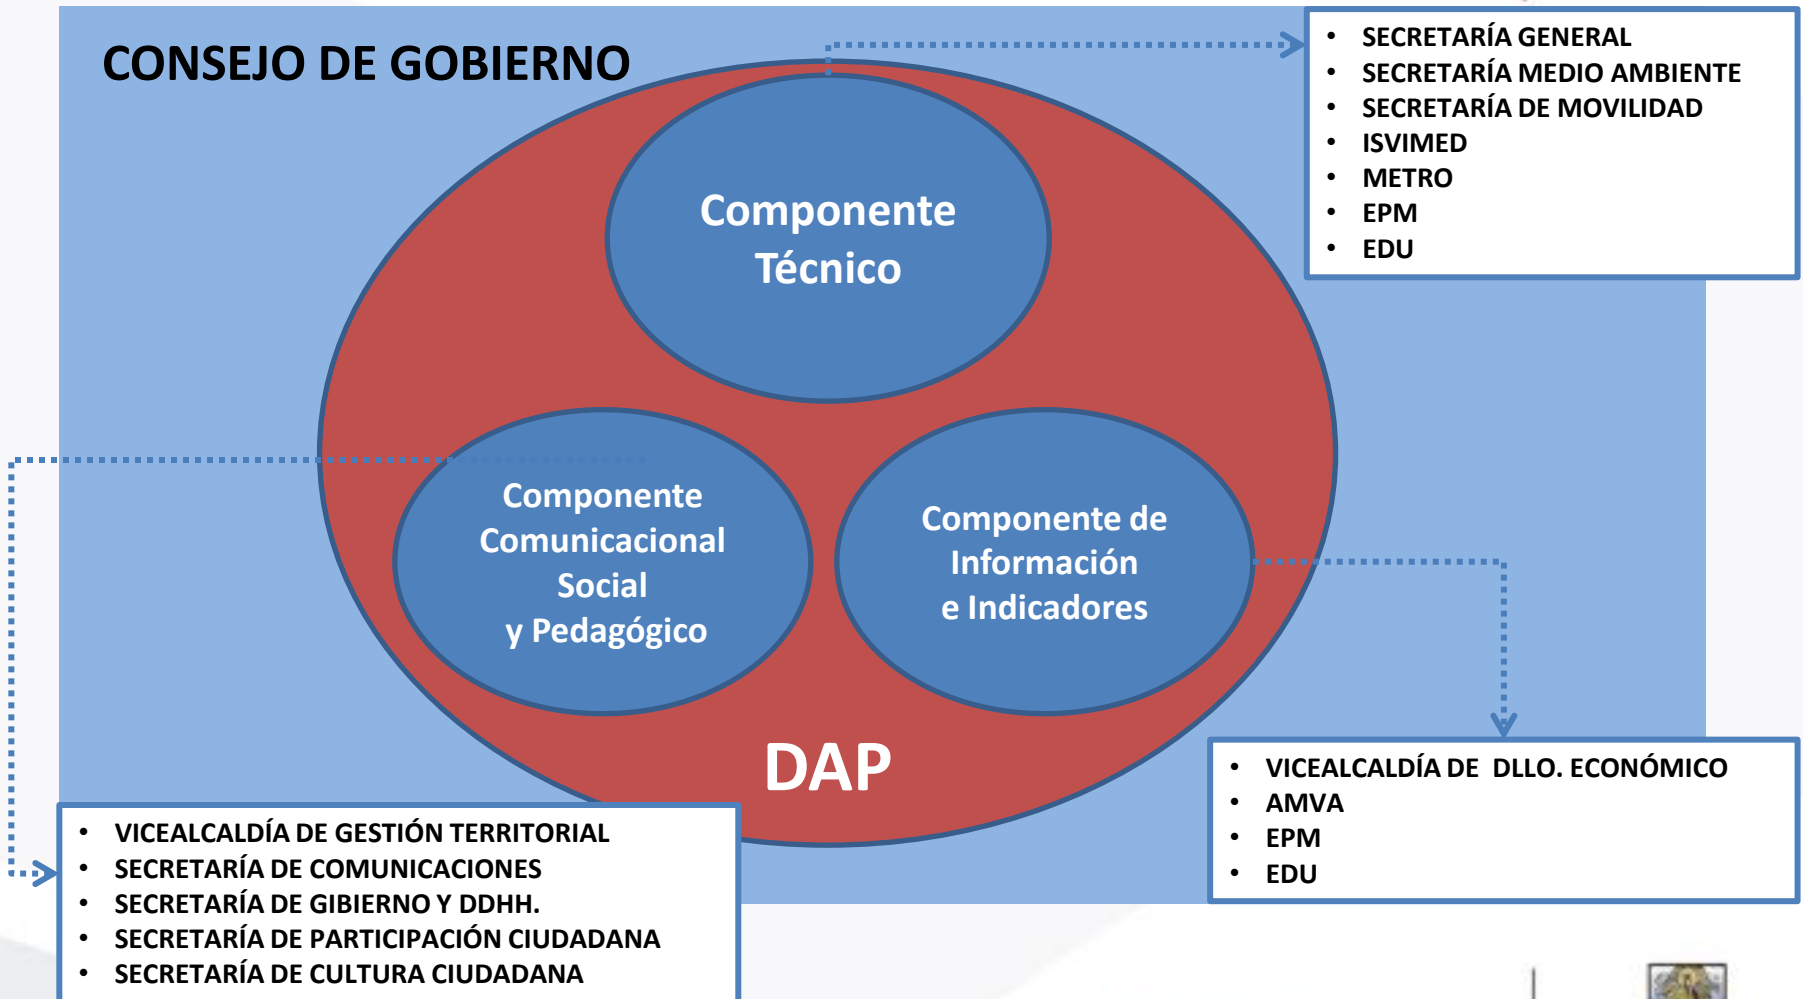 CONSEJO DE GOBIERNO
• SECRETARÍA GENERAL
• SECRETARÍA MEDIO AMBIENTE
• SECRETARÍA DE MOVILIDAD
• ISVIMED
• METRO
• EPM
• EDU
Componente
Técnico
Componente
Comunicacional
Social
y Pedagógico
Componente de
Información
e Indicadores
DAP
• VICEALCALDÍA DE DLLO. ECONÓMICO
• AMVA
• EPM
• EDU
• VICEALCALDÍA DE GESTIÓN TERRITORIAL
• SECRETARÍA DE COMUNICACIONES
• SECRETARÍA DE GIBIERNO Y DDHH.
• SECRETARÍA DE PARTICIPACIÓN CIUDADANA
• SECRETARÍA DE CULTURA CIUDADANA